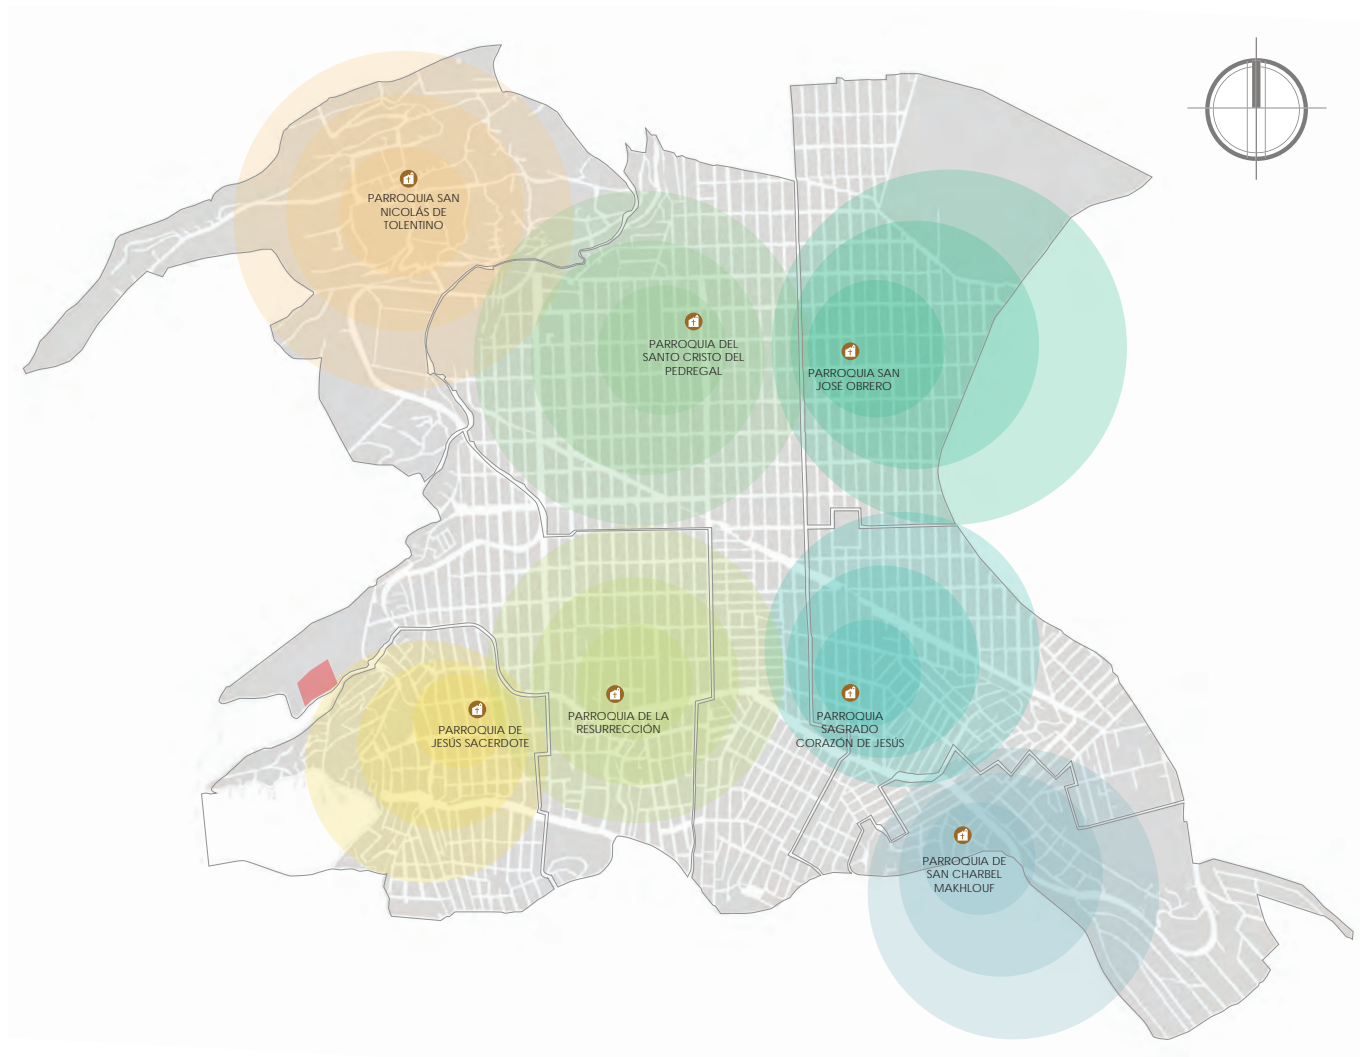 PARROQUIA SAN
NICOLÁS DE
TOLENTINO
PARROQUIA DEL
SANTO CRISTO DEL
PEDREGAL
PARROQUIA SAN
JOSÉ OBRERO
PARROQUIA DE
JESÚS SACERDOTE
PARROQUIA DE LA
RESURRECCIÓN
PARROQUIA
SAGRADO
CORAZÓN DE JESÚS
PARROQUIA DE
SAN CHARBEL
MAKHLOUF